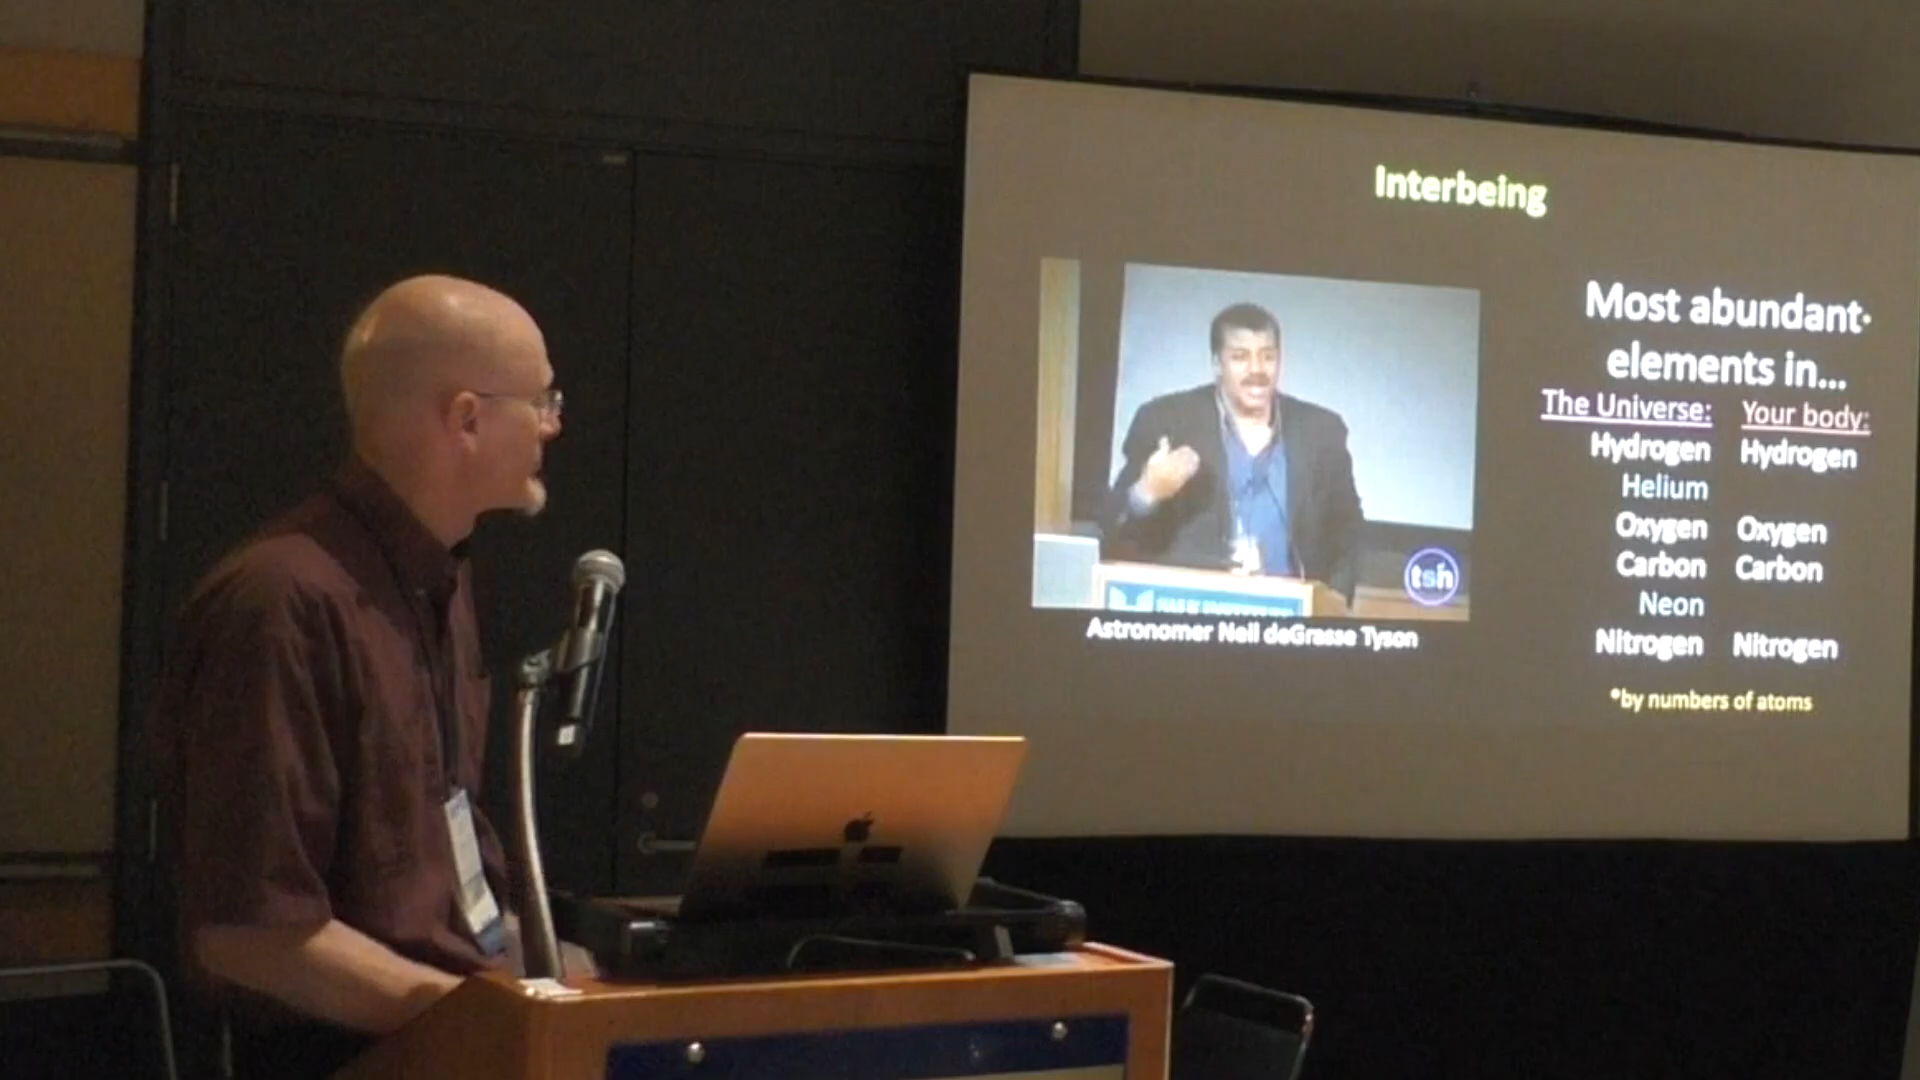 Interbeing
Most abundant*
elements in...
The Universe: Your body:
Hydrogen Hydrogen
Helium
Oxygen Oxygen
Carbon Carbon
Neon
Nitrogen Nitrogen
*by numbers of atoms
tsn
Astronomer Neil deGrasse Tyson